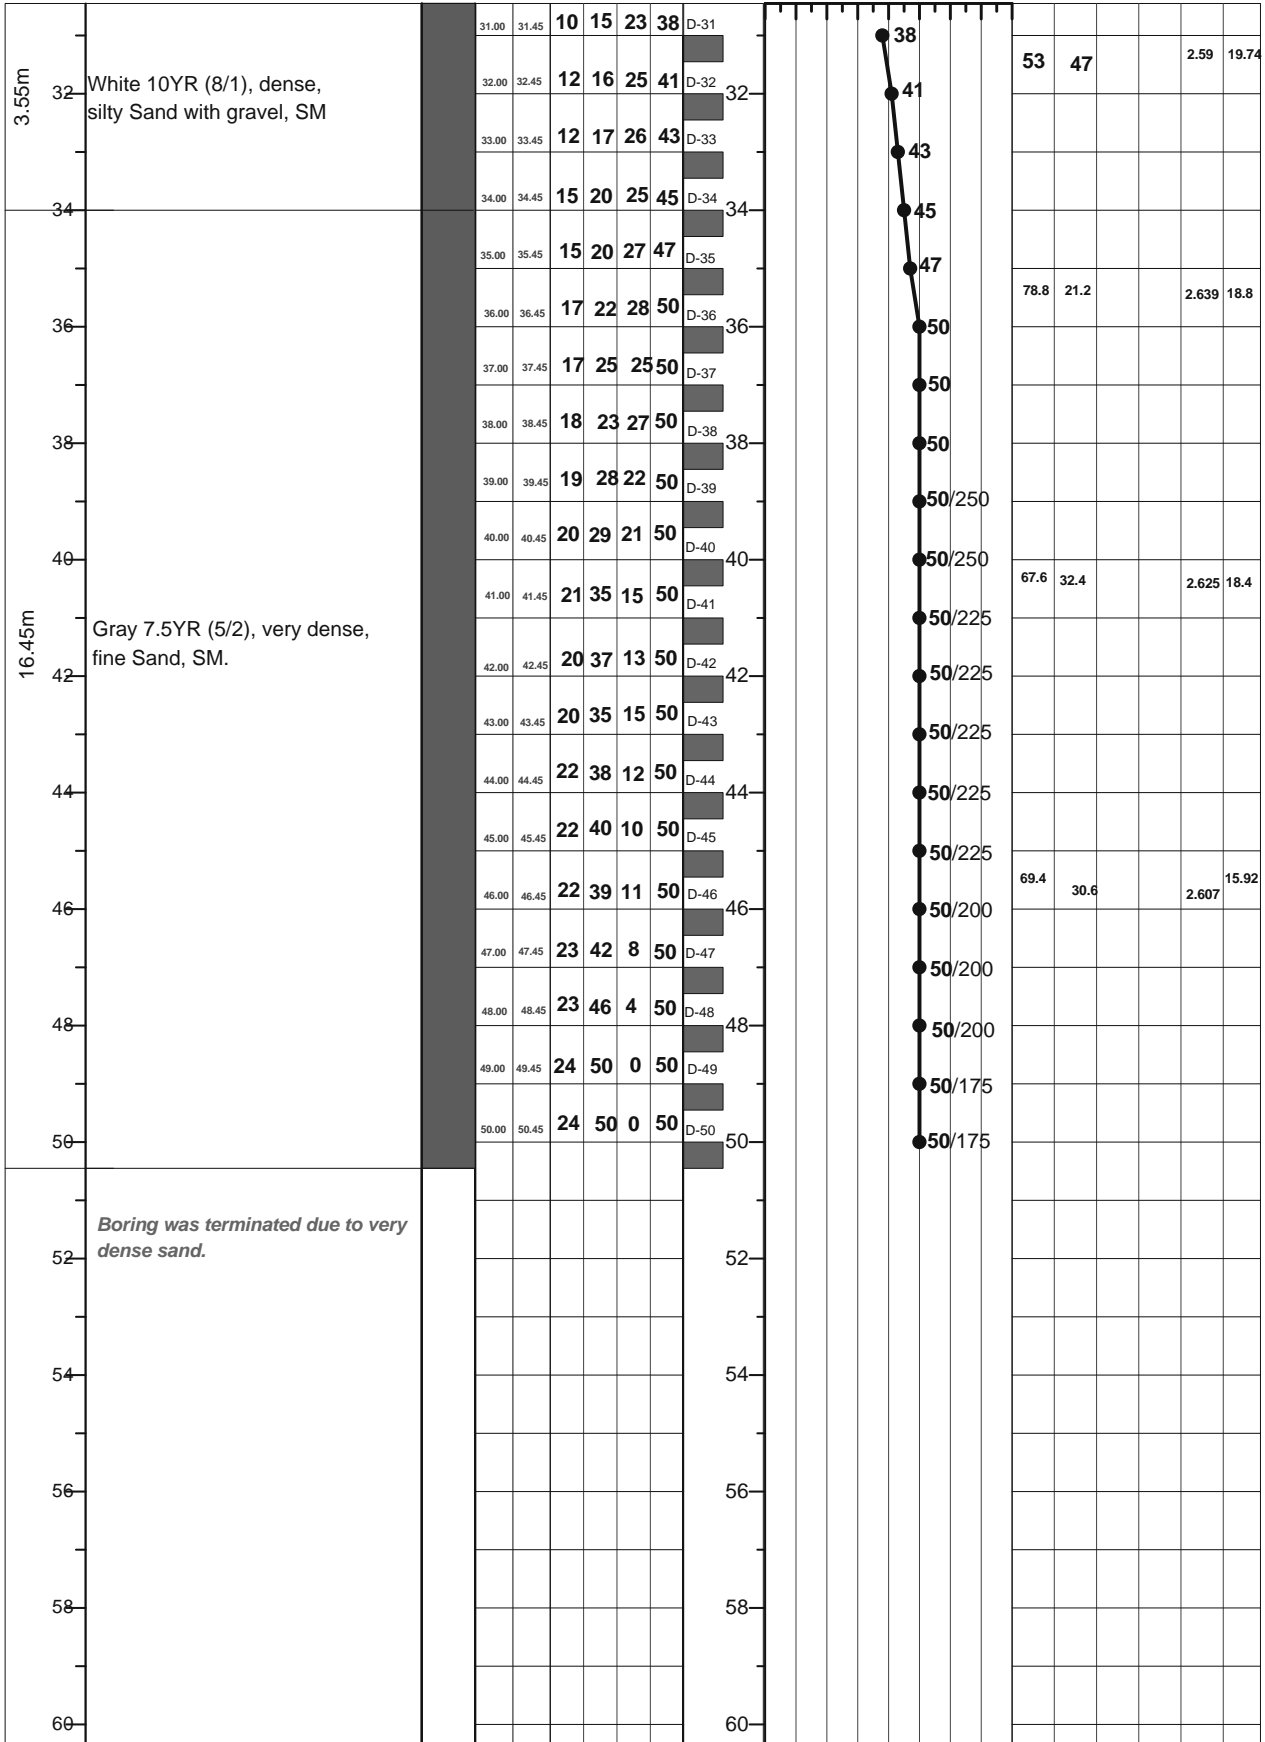 31.00 31.45 10 15 23 38 D-31 38
53 47 2.59 19.74
3.55m
32 White 10YR (8/1), dense, 32.00 32.45 12 16 25 41 D-32 32 41
silty Sand with gravel, SM
33.00 33.45 12 17 26 43 D-33 43
34 34.00 34.45 15 20 25 45 D-34 34 45
35.00 35.45 15 20 27 47 D-35 47
78.8 21.2 2.639 18.8
36 36.00 36.45 17 22 28 50 D-36 36 50
37.00 37.45 17 25 25 50 D-37 50
38 38.00 38.45 18 23 27 50 D-38 38 50
39.00 39.45 19 28 22 50 D-39 50/250
40 40.00 40.45 20 29 21 50 D-40 40 50/250
67.6 32.4 2.625 18.4
41.00 41.45 21 35 15 50 D-41 50/225
16.45m
Gray 7.5YR (5/2), very dense,
fine Sand, SM.
42 42.00 42.45 20 37 13 50 D-42 42 50/225
43.00 43.45 20 35 15 50 D-43 50/225
44 44.00 44.45 22 38 12 50 D-44 44 50/225
45.00 45.45 22 40 10 50 D-45 50/225
69.4 30.6 2.607 15.92
46 46.00 46.45 22 39 11 50 D-46 46 50/200
47.00 47.45 23 42 8 50 D-47 50/200
48 48.00 48.45 23 46 4 50 D-48 48 50/200
49.00 49.45 24 50 0 50 D-49 50/175
50 50.00 50.45 24 50 0 50 D-50 50 50/175
Boring was terminated due to very
dense sand.
52 52
54 54
56 56
58 58
60 60